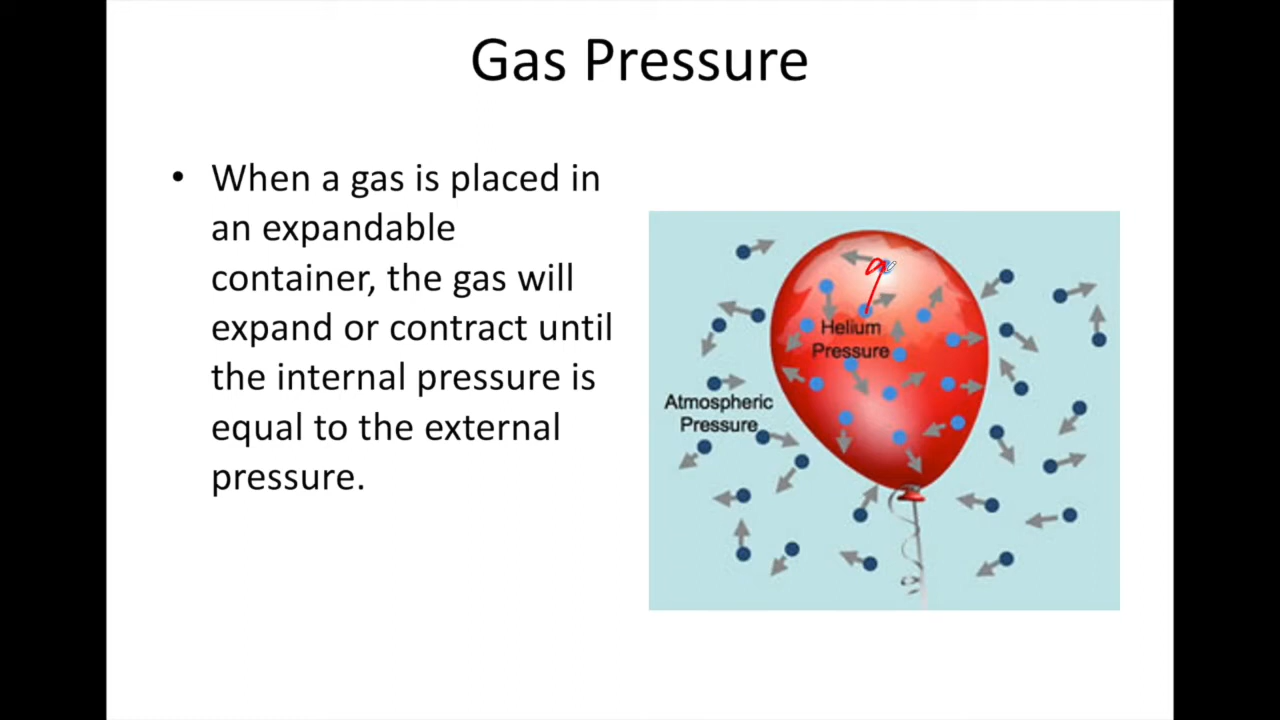 Gas Pressure
• When a gas is placed in
an expandable
container, the gas will
expand or contract until
the internal pressure is
equal to the external
pressure.
Helium
Pressure
Atmospheric
Pressure